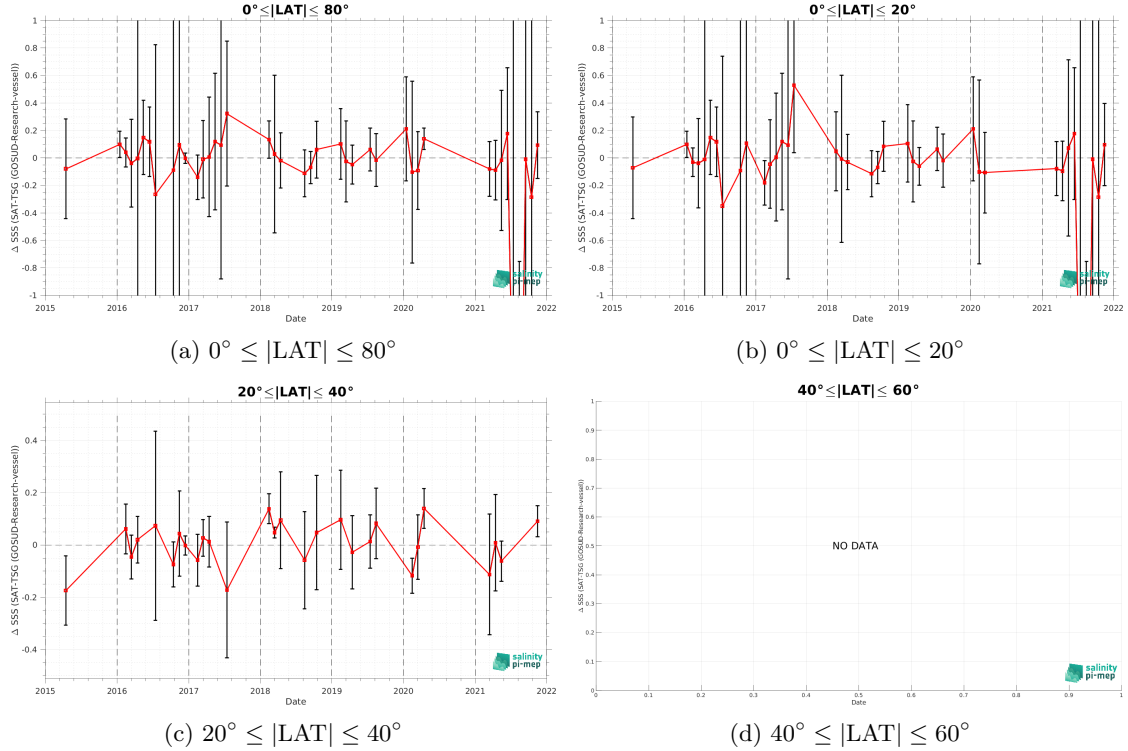 0°≤|LAT|≤ 80°
Δ SSS (SAT-TSG (GOSUD-Research-vessel))
1
0.8
0.6
0.4
0.2
0
-0.2
-0.4
-0.6
-0.8
-1
2015 2016 2017 2018 2019 2020 2021 2022
Date
salinity
pi-mep
(a) 0° ≤ |LAT| ≤ 80°
0°≤|LAT|≤ 20°
Δ SSS (SAT-TSG (GOSUD-Research-vessel))
1
0.8
0.6
0.4
0.2
0
-0.2
-0.4
-0.6
-0.8
-1
2015 2016 2017 2018 2019 2020 2021 2022
Date
salinity
pi-mep
(b) 0° ≤ |LAT| ≤ 20°
20°≤|LAT|≤ 40°
Δ SSS (SAT-TSG (GOSUD-Research-vessel))
0.4
0.2
0
-0.2
-0.4
2015 2016 2017 2018 2019 2020 2021 2022
Date
salinity
pi-mep
(c) 20° ≤ |LAT| ≤ 40°
40°≤|LAT|≤ 60°
Δ SSS (SAT-TSG (GOSUD-Research-vessel))
1
0.9
0.8
0.7
0.6
0.5
0.4
0.3
0.2
0.1
0
NO DATA
0 0.1 0.2 0.3 0.4 0.5 0.6 0.7 0.8 0.9 1
Date
salinity
pi-mep
(d) 40° ≤ |LAT| ≤ 60°